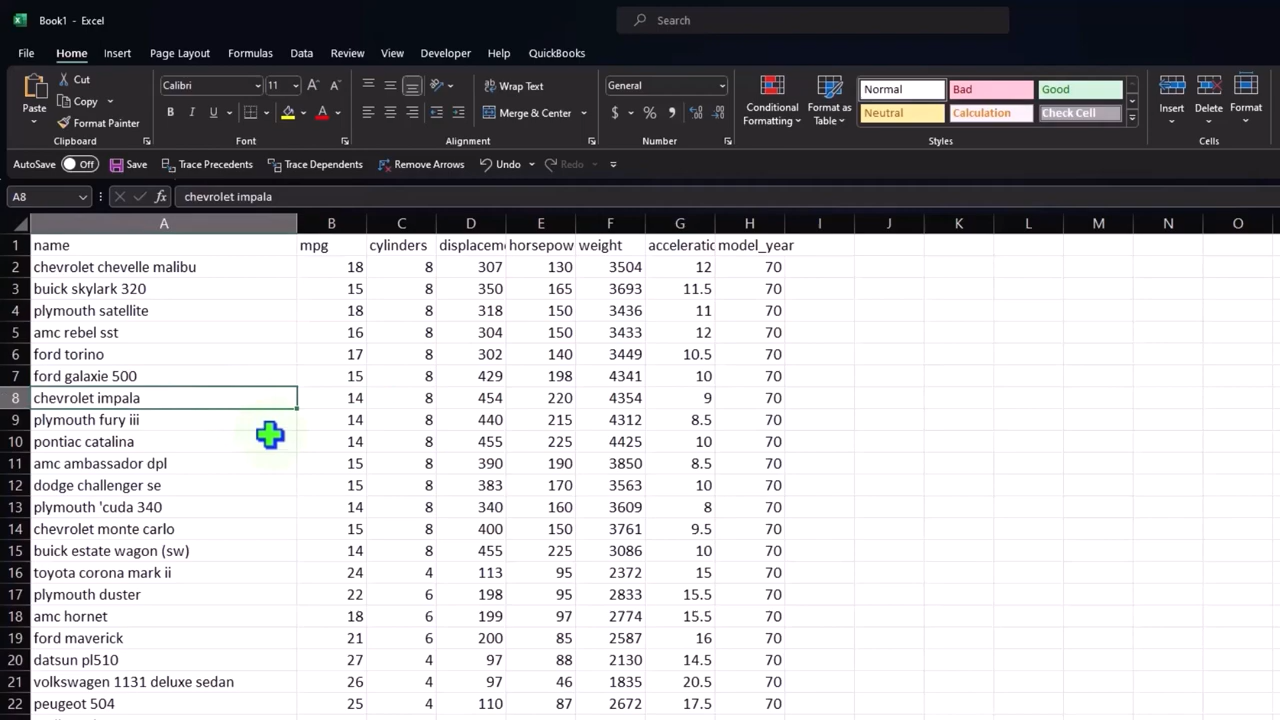 Book1 - Excel
Search
File Home Insert Page Layout Formulas Data Review View Developer Help QuickBooks
Paste Cut Copy Format Painter Clipboard
Calibri 11 A^ A B I U A Font
Wrap Text Merge & Center Alignment
General $ % Number
Conditional Formatting Format as Table Normal Bad Good Neutral Calculation Check Cell Styles
Insert Delete Format Cells
AutoSave Off Save Trace Precedents Trace Dependents Remove Arrows Undo Redo
A8 fx chevrolet impala
A B C D E F G H I J K L M N O
1 name mpg cylinders displacem horsepow weight acceleratic model_year
2 chevrolet chevelle malibu 18 8 307 130 3504 12 70
3 buick skylark 320 15 8 350 165 3693 11.5 70
4 plymouth satellite 18 8 318 150 3436 11 70
5 amc rebel sst 16 8 304 150 3433 12 70
6 ford torino 17 8 302 140 3449 10.5 70
7 ford galaxie 500 15 8 429 198 4341 10 70
8 chevrolet impala 14 8 454 220 4354 9 70
9 plymouth fury iii 14 8 440 215 4312 8.5 70
10 pontiac catalina 14 8 455 225 4425 10 70
11 amc ambassador dpl 15 8 390 190 3850 8.5 70
12 dodge challenger se 15 8 383 170 3563 10 70
13 plymouth 'cuda 340 14 8 340 160 3609 8 70
14 chevrolet monte carlo 15 8 400 150 3761 9.5 70
15 buick estate wagon (sw) 14 8 455 225 3086 10 70
16 toyota corona mark ii 24 4 113 95 2372 15 70
17 plymouth duster 22 6 198 95 2833 15.5 70
18 amc hornet 18 6 199 97 2774 15.5 70
19 ford maverick 21 6 200 85 2587 16 70
20 datsun pl510 27 4 97 88 2130 14.5 70
21 volkswagen 1131 deluxe sedan 26 4 97 46 1835 20.5 70
22 peugeot 504 25 4 110 87 2672 17.5 70